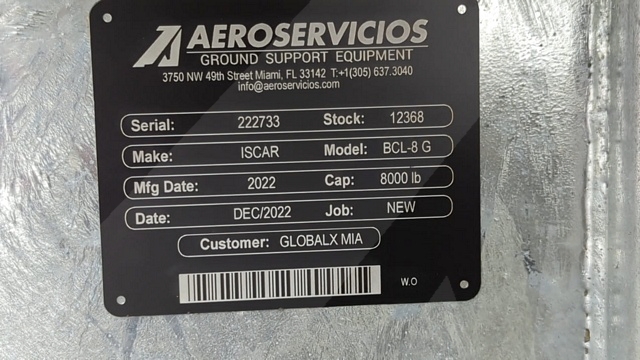 AEROSERVICIOS
GROUND SUPPORT EQUIPMENT
3750 NW 49th Street Miami, FL 33142 T:+1(305) 637.3040
info@aeroservicios.com
Serial: 222733 Stock: 12368
Make: ISCAR Model: BCL-8 G
Mfg Date: 2022 Cap: 8000 lb
Date: DEC/2022 Job: NEW
Customer: GLOBALX MIA
W.O